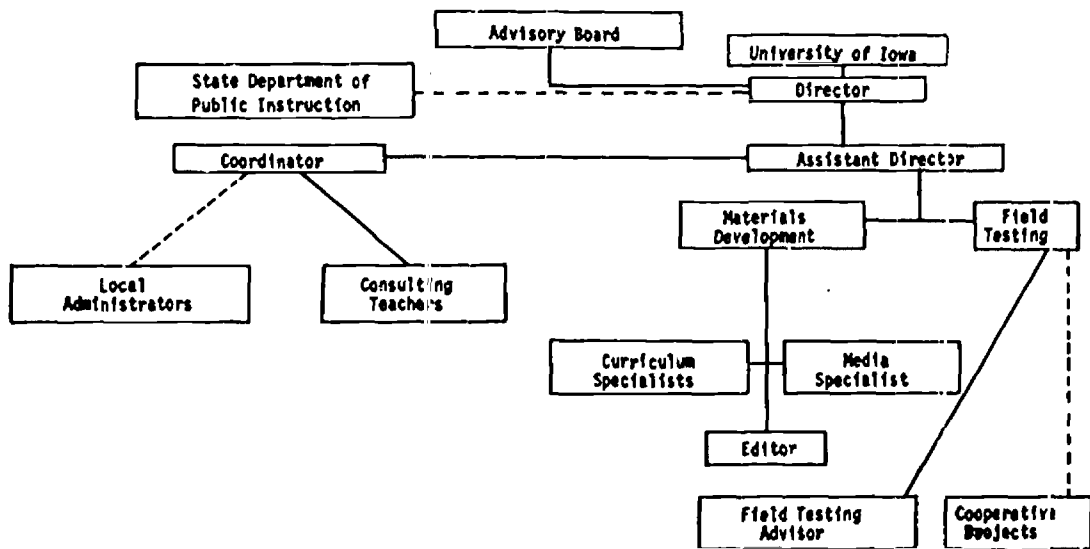 Advisory Board
University of Iowa
State Department of
Public Instruction
Director
Coordinator
Assistant Director
Materials
Development
Field
Testing
Local
Administrators
Consulting
Teachers
Curriculum
Specialists
Media
Specialist
Editor
Field Testing
Advisor
Cooperative